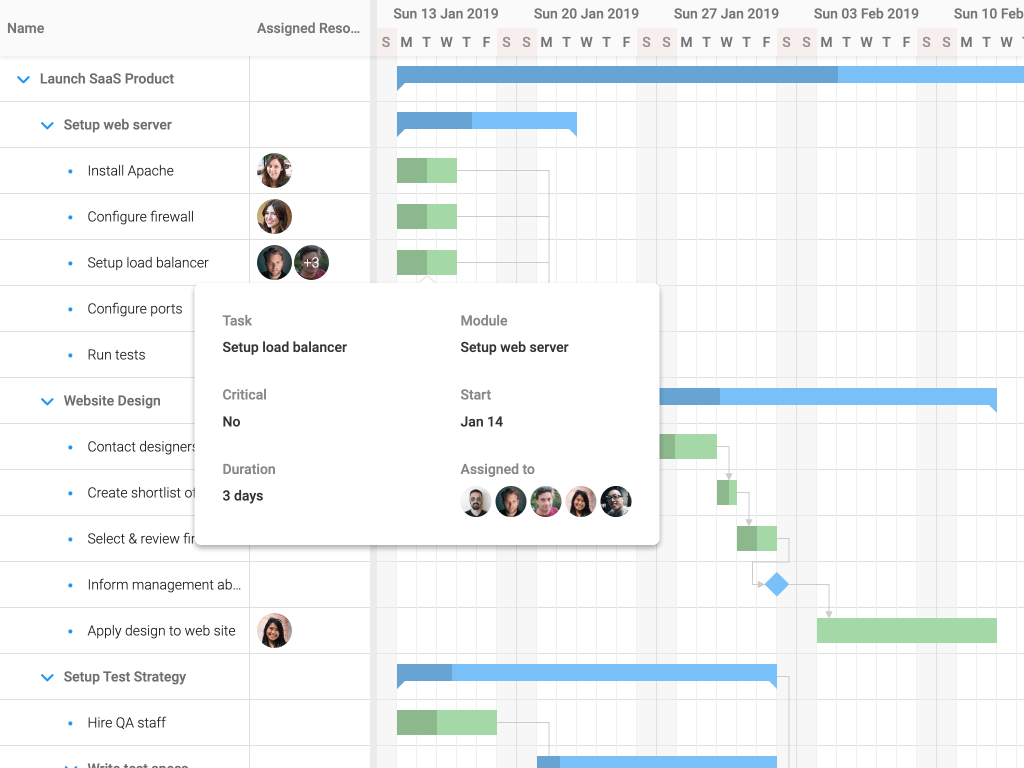 Name
Assigned Reso...
Sun 13 Jan 2019 Sun 20 Jan 2019 Sun 27 Jan 2019 Sun 03 Feb 2019 Sun 10 Feb
S M T W T F S S M T W T F S S M T W T F S S M T W T F S S M T W
Launch SaaS Product
Setup web server
Install Apache
Configure firewall
Setup load balancer
+3
Configure ports
Run tests
Website Design
Contact designers
Create shortlist of
Select & review
Inform management ab...
Apply design to web site
Setup Test Strategy
Hire QA staff
Write test specs
Task
Setup load balancer
Module
Setup web server
Critical
No
Start
Jan 14
Duration
3 days
Assigned to